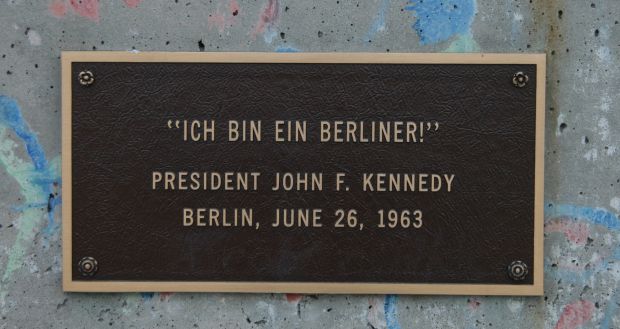 “ICH BIN EIN BERLINER!”
PRESIDENT JOHN F. KENNEDY
BERLIN, JUNE 26, 1963